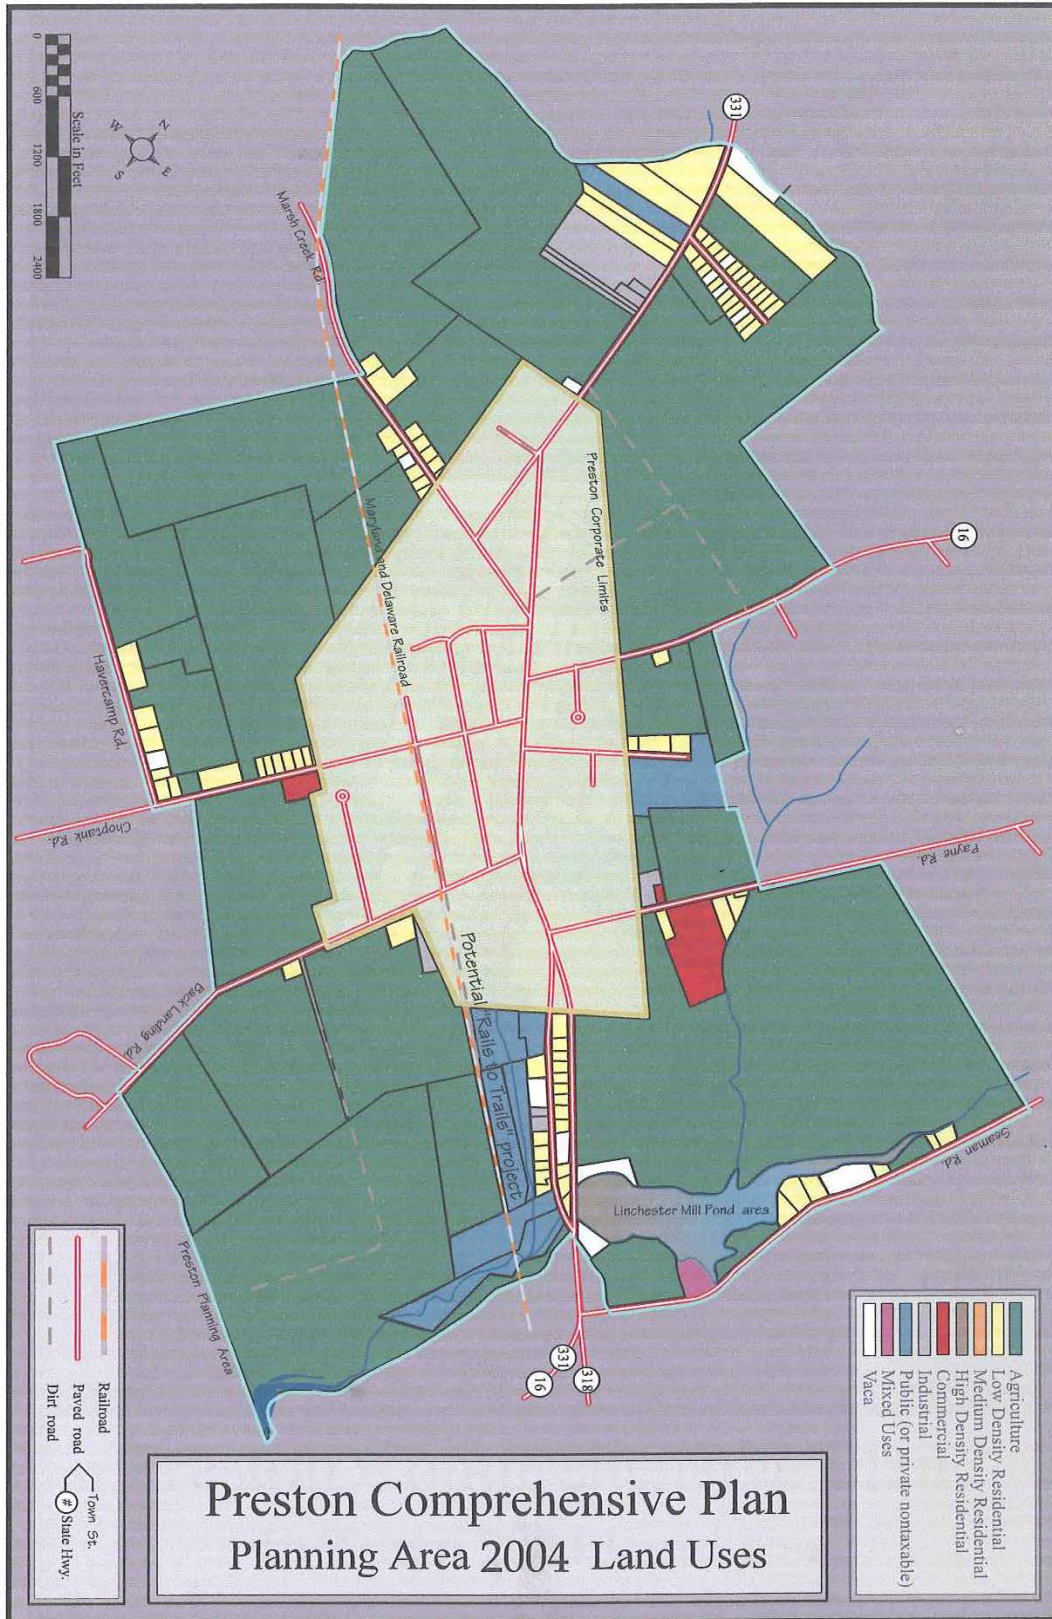 Preston Comprehensive Plan
Planning Area 2004 Land Uses
Agriculture
Low Density Residential
Medium Density Residential
High Density Residential
Commercial
Industrial
Public (or private nontaxable)
Mixed Uses
Vaca
Railroad
Paved road
Dirt road
Town St.
# State Hwy.
Scale in Feet
0 600 1200 1800 2400
N
E
S
W
331
16
Marsh Creek Rd.
Preston Corporate Limits
Maryland and Delaware Railroad
Havercamp Rd.
Choptank Rd.
Payne Rd.
Back Landing Rd.
Potential "Rails to Trails" project
Seaman Rd.
Linchester Mill Pond area
Preston Planning Area
331
16
318